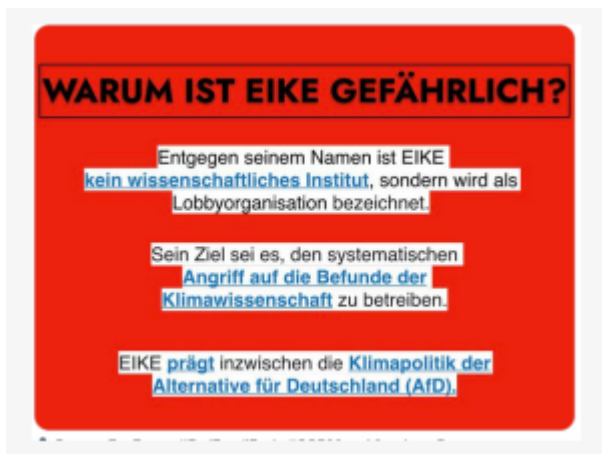 WARUM IST EIKE GEFÄHRLICH?
Entgegen seinem Namen ist EIKE
kein wissenschaftliches Institut, sondern wird als
Lobbyorganisation bezeichnet.
Sein Ziel sei es, den systematischen
Angriff auf die Befunde der
Klimawissenschaft zu betreiben.
EIKE prägt inzwischen die Klimapolitik der
Alternative für Deutschland (AfD).